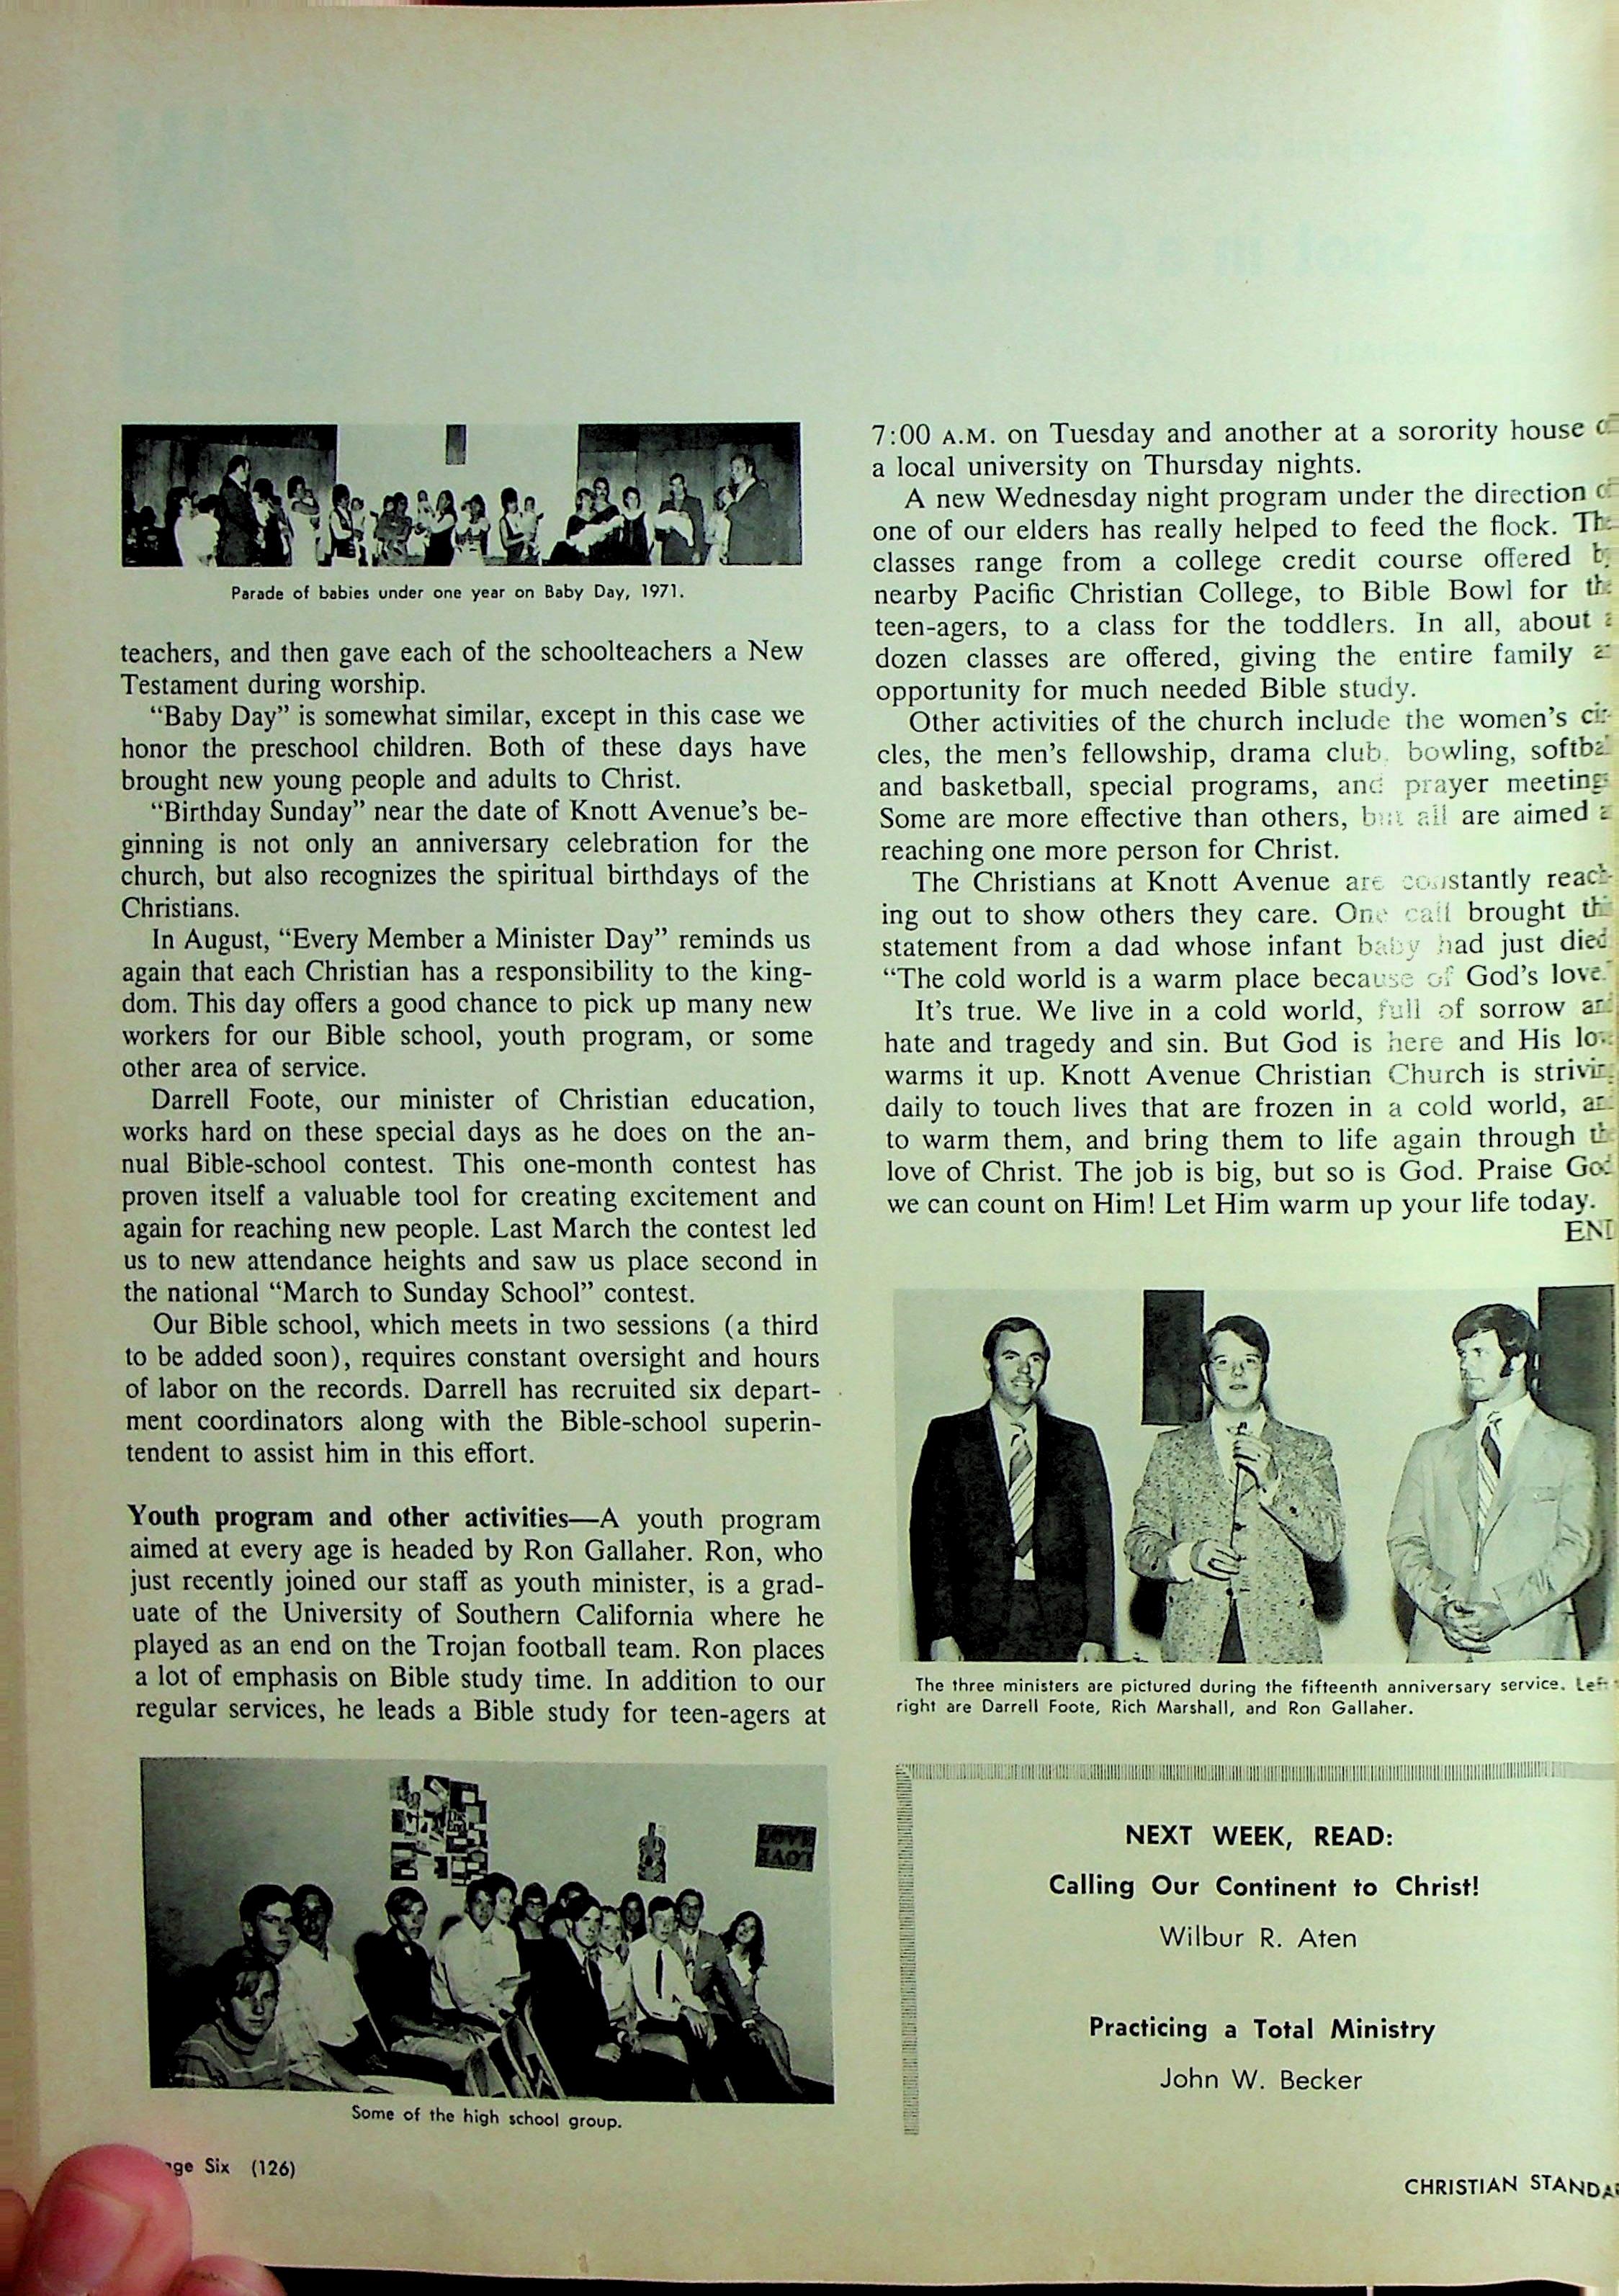 Parade of babies under one year on Baby Day, 1971.
teachers, and then gave each of the schoolteachers a New
Testament during worship.
“Baby Day” is somewhat similar, except in this case we
honor the preschool children. Both of these days have
brought new young people and adults to Christ.
“Birthday Sunday” near the date of Knott Avenue’s be-
ginning is not only an anniversary celebration for the
church, but also recognizes the spiritual birthdays of the
Christians.
In August, “Every Member a Minister Day” reminds us
again that each Christian has a responsibility to the king-
dom. This day offers a good chance to pick up many new
workers for our Bible school, youth program, or some
other area of service.
Darrell Foote, our minister of Christian education,
works hard on these special days as he does on the an-
nual Bible-school contest. This one-month contest has
proven itself a valuable tool for creating excitement and
again for reaching new people. Last March the contest led
us to new attendance heights and saw us place second in
the national “March to Sunday School” contest.
Our Bible school, which meets in two sessions (a third
to be added soon), requires constant oversight and hours
of labor on the records. Darrell has recruited six depart-
ment coordinators along with the Bible-school superin-
tendent to assist him in this effort.
Youth program and other activities—A youth program
aimed at every age is headed by Ron Gallaher. Ron, who
just recently joined our staff as youth minister, is a grad-
uate of the University of Southern California where he
played as an end on the Trojan football team. Ron places
a lot of emphasis on Bible study time. In addition to our
regular services, he leads a Bible study for teen-agers at
LOVE
Some of the high school group.
7:00 A.M. on Tuesday and another at a sorority house
a local university on Thursday nights.
A new Wednesday night program under the direction
one of our elders has really helped to feed the flock. The
classes range from a college credit course offered by
nearby Pacific Christian College, to Bible Bowl for the
teen-agers, to a class for the toddlers. In all, about a
dozen classes are offered, giving the entire family
opportunity for much needed Bible study.
Other activities of the church include the women’s cir-
cles, the men’s fellowship, drama club, bowling, softbal
and basketball, special programs, and prayer meetings
Some are more effective than others, but all are aimed a
reaching one more person for Christ.
The Christians at Knott Avenue are constantly reach-
ing out to show others they care. One call brought this
statement from a dad whose infant baby had just died
“The cold world is a warm place because of God’s love.”
It’s true. We live in a cold world, full of sorrow an
hate and tragedy and sin. But God is here and His lov
warms it up. Knott Avenue Christian Church is striving
daily to touch lives that are frozen in a cold world, an
to warm them, and bring them to life again through the
love of Christ. The job is big, but so is God. Praise God
we can count on Him! Let Him warm up your life today.
END
The three ministers are pictured during the fifteenth anniversary service. Left
right are Darrell Foote, Rich Marshall, and Ron Gallaher.
NEXT WEEK, READ:
Calling Our Continent to Christ!
Wilbur R. Aten
Practicing a Total Ministry
John W. Becker
age Six (126)
CHRISTIAN STANDA